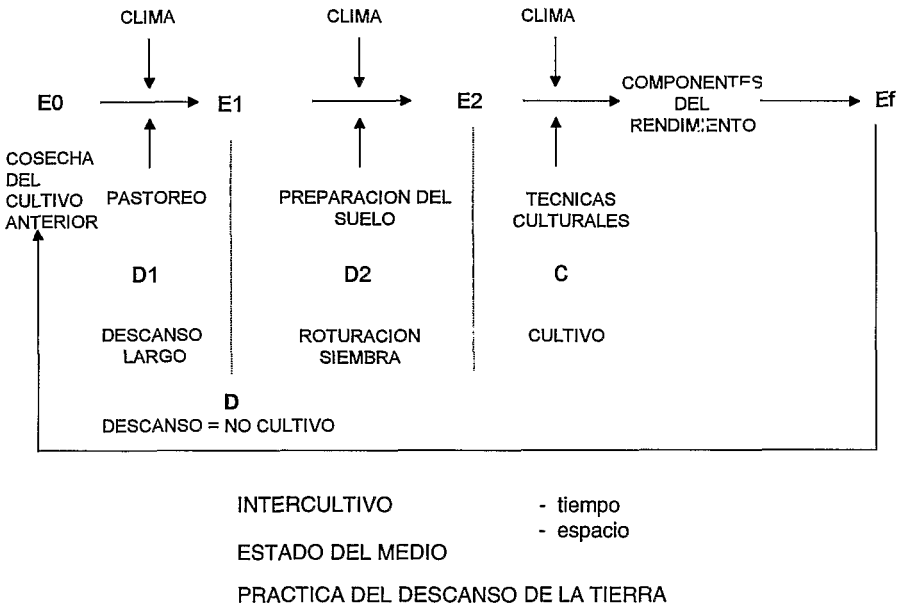 CLIMA
CLIMA
CLIMA
E0
E1
E2
COMPONENTES
DEL
RENDIMIENTO
Ef
COSECHA
DEL
CULTIVO
ANTERIOR
PASTOREO
PREPARACION DEL
SUELO
TECNICAS
CULTURALES
D1
D2
C
DESCANSO
LARGO
ROTURACION
SIEMBRA
CULTIVO
D
DESCANSO = NO CULTIVO
INTERCULTIVO - tiempo
- espacio
ESTADO DEL MEDIO
PRACTICA DEL DESCANSO DE LA TIERRA